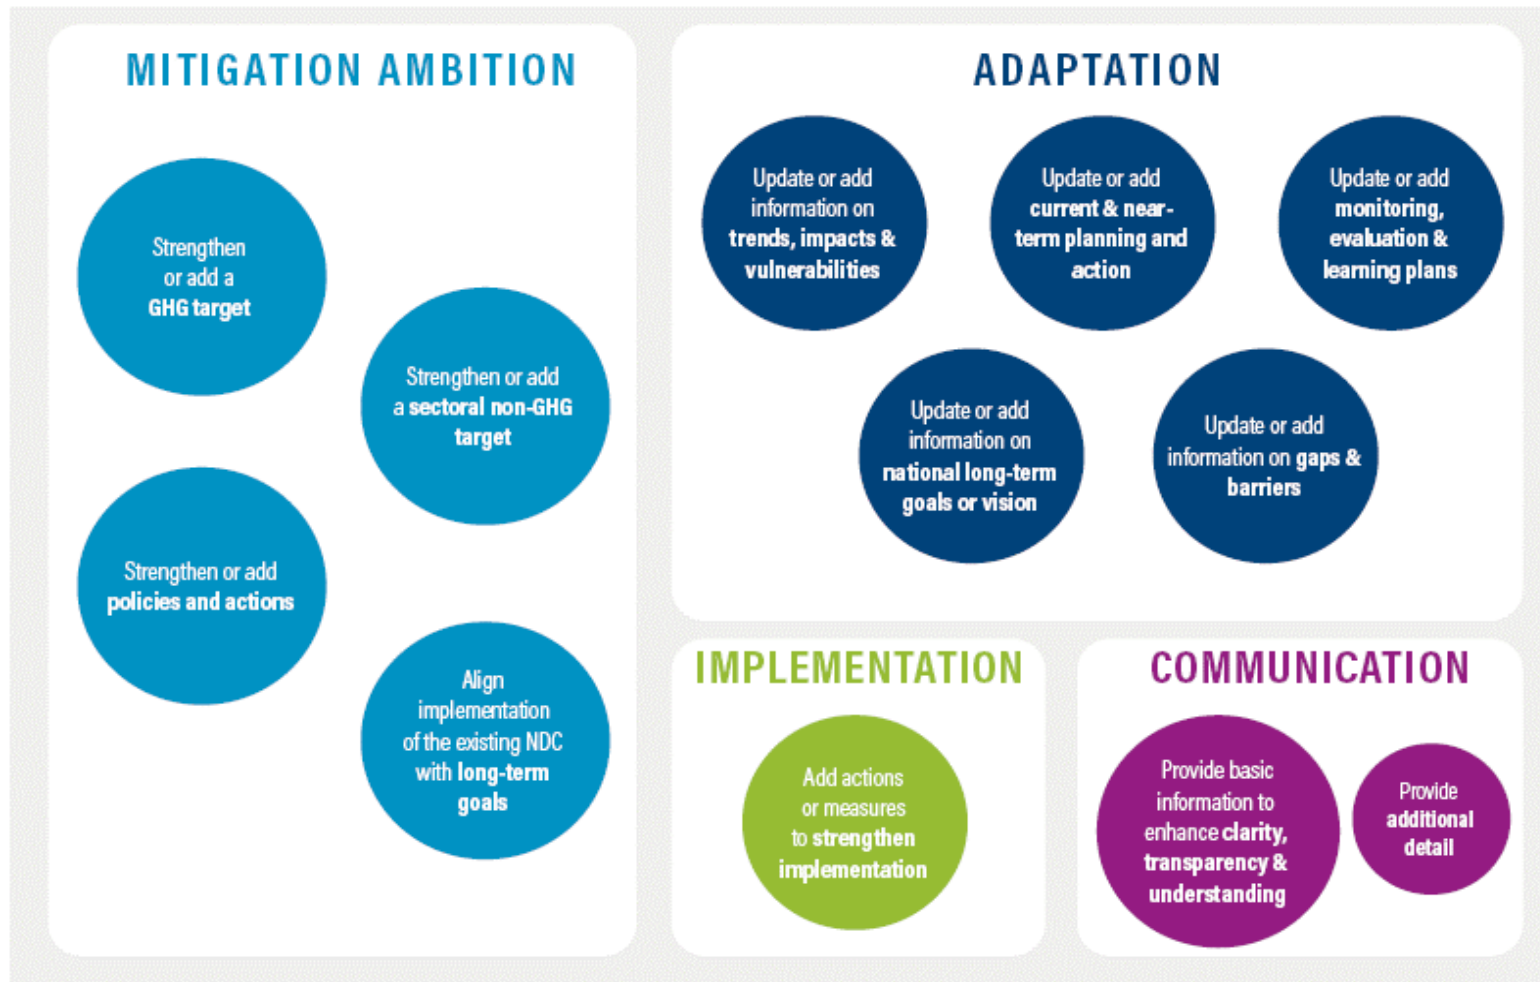 MITIGATION AMBITION
Strengthen
or add a
GHG target
Strengthen or add
a sectoral non-GHG
target
Strengthen or add
policies and actions
Align
implementation
of the existing NDC
with long-term
goals
ADAPTATION
Update or add
information on
trends, impacts &
vulnerabilities
Update or add
current & near-
term planning and
action
Update or add
monitoring,
evaluation &
learning plans
Update or add
information on
national long-term
goals or vision
Update or add
information on gaps &
barriers
IMPLEMENTATION
Add actions
or measures
to strengthen
implementation
COMMUNICATION
Provide basic
information to
enhance clarity,
transparency &
understanding
Provide
additional
detail